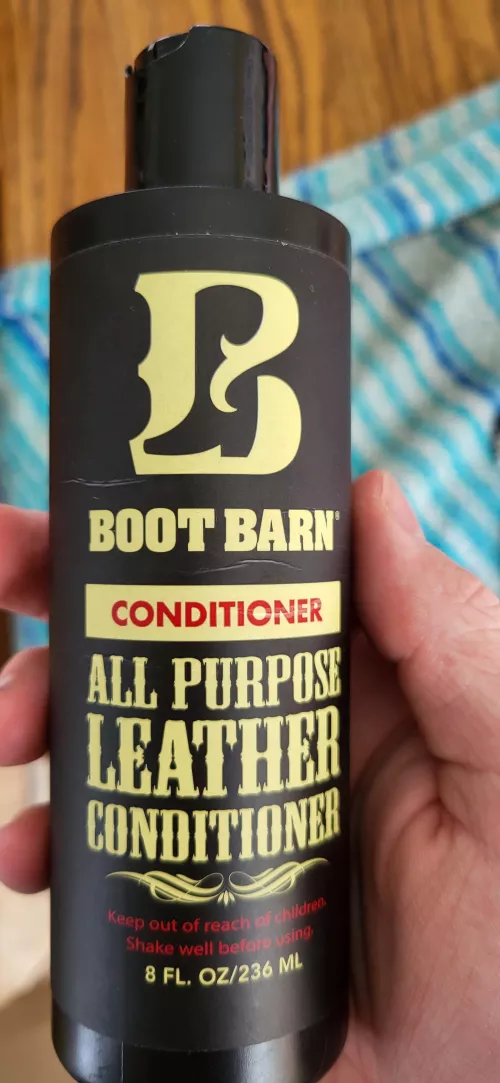 B
BOOT BARN®
CONDITIONER
ALL PURPOSE
LEATHER
CONDITIONER
Keep out of reach of children.
Shake well before using.
8 FL. OZ/236 ML